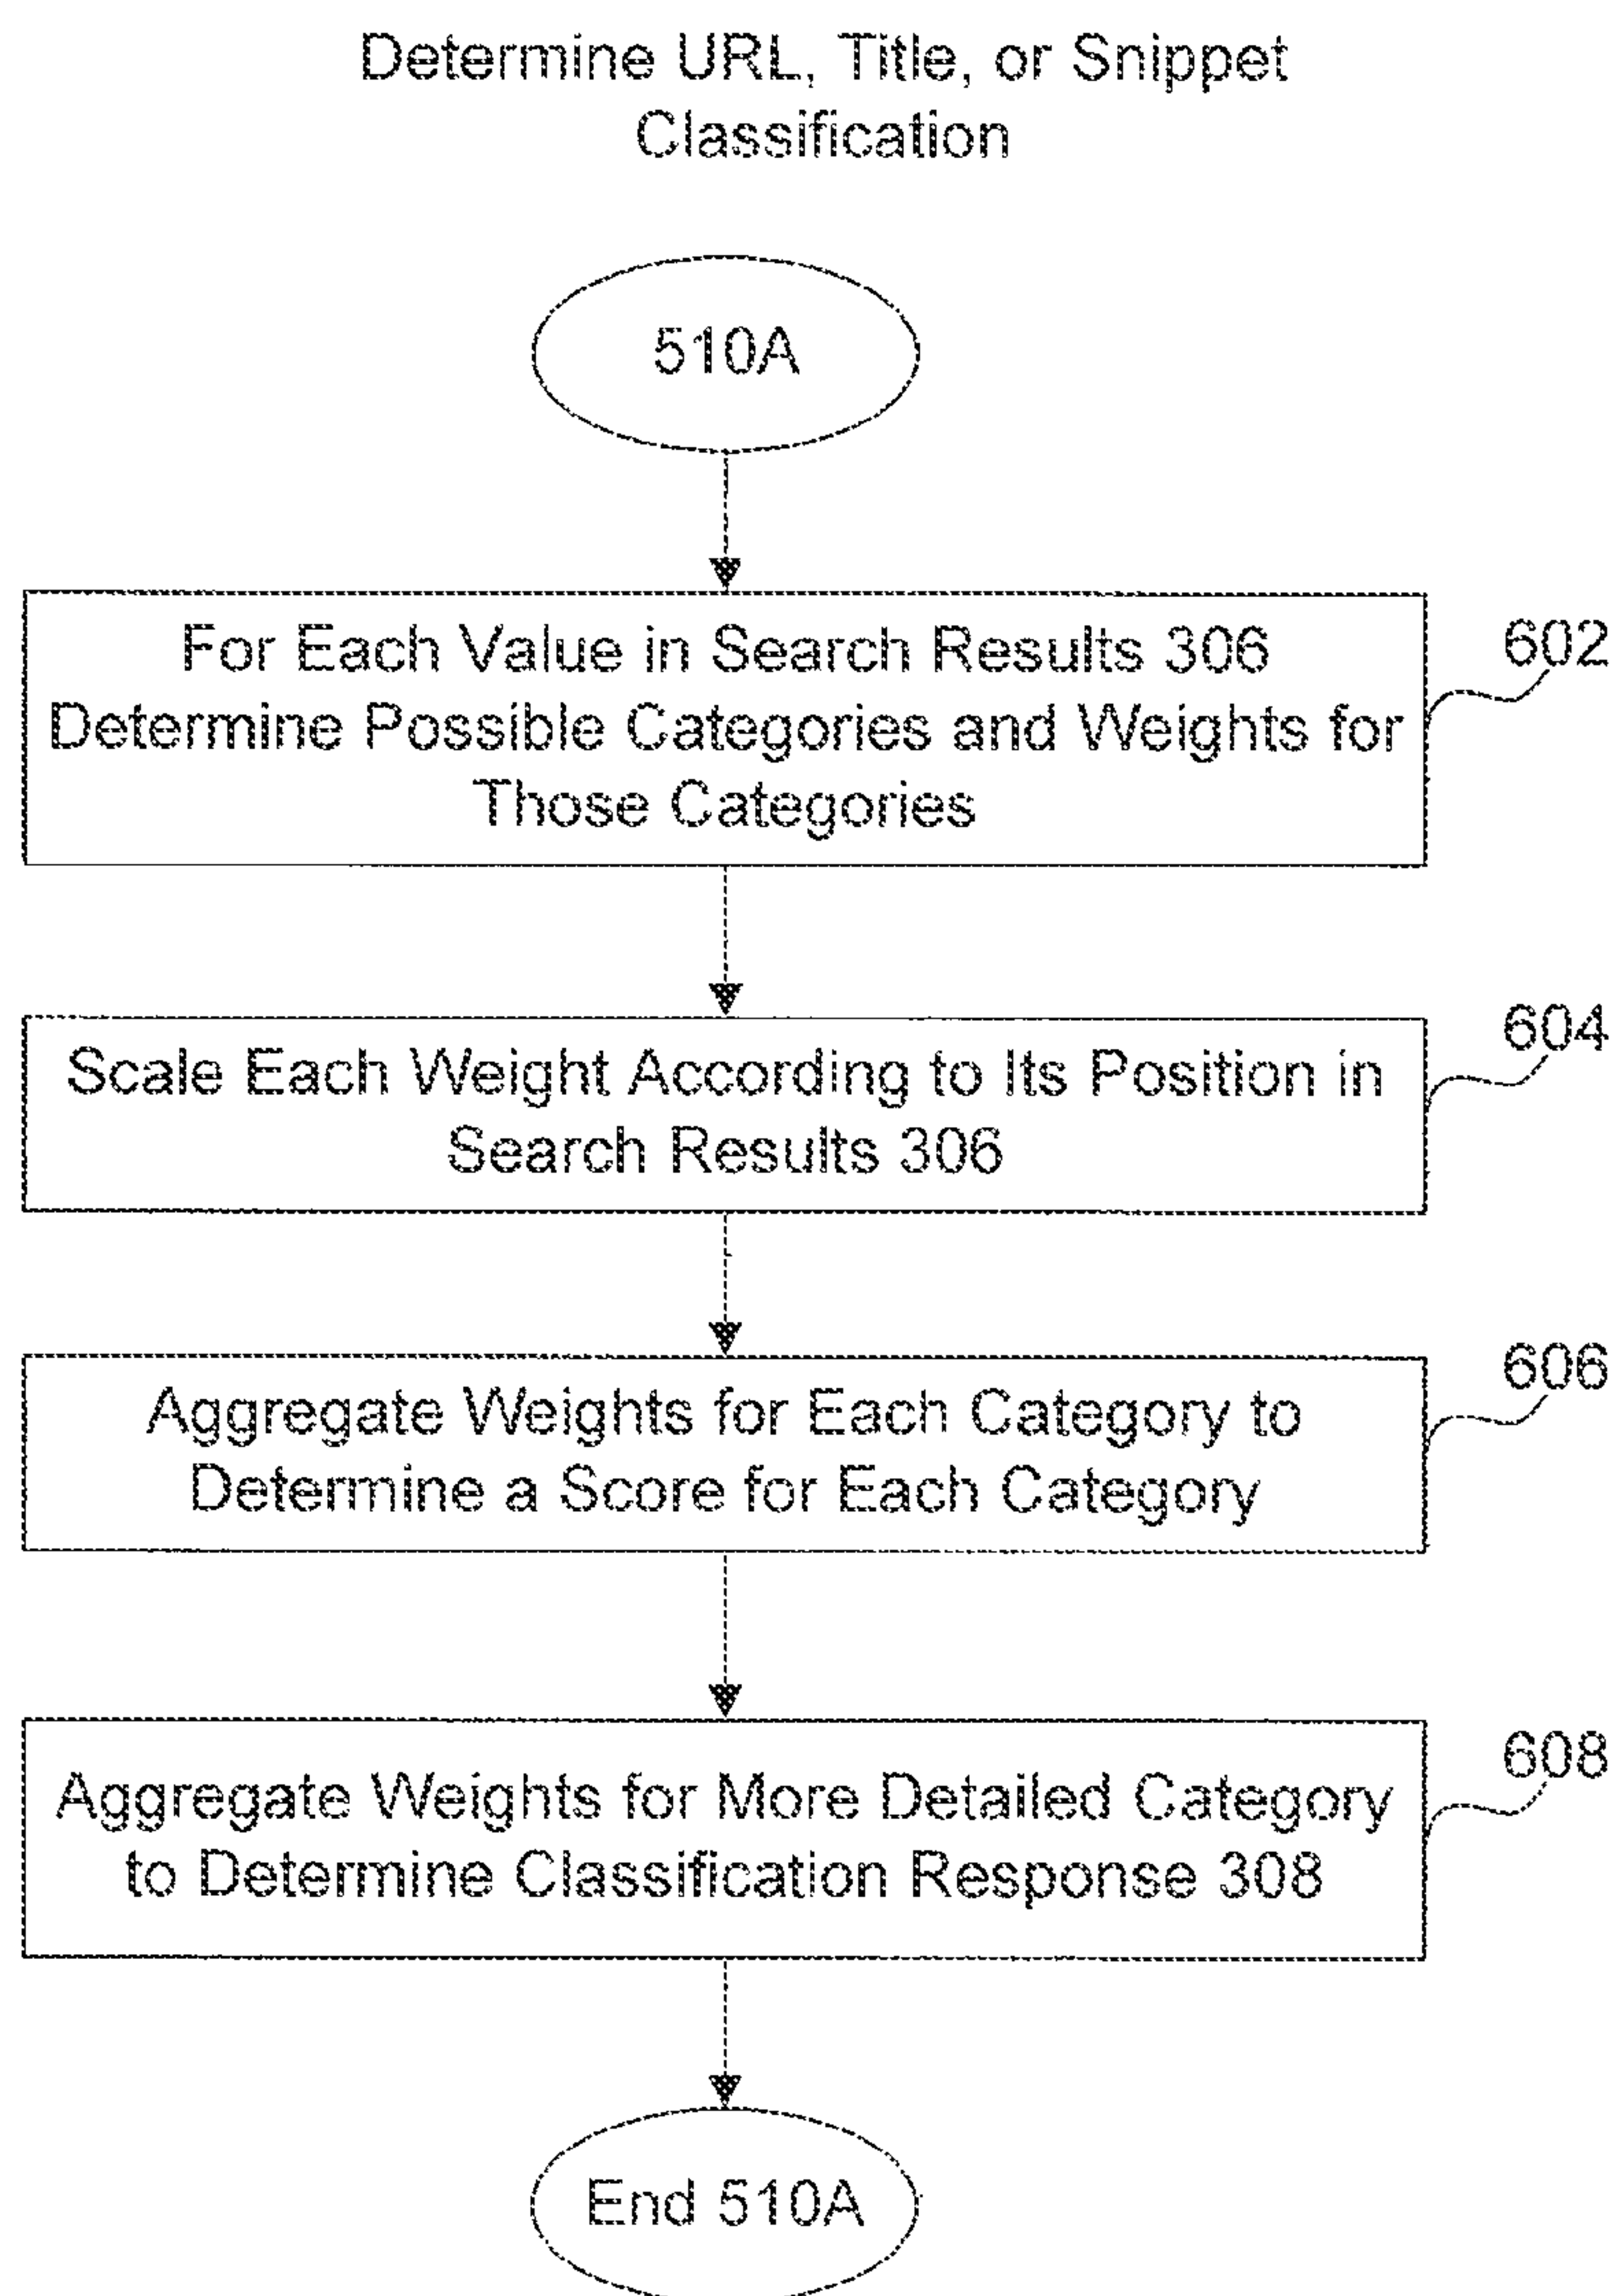 Determine URL, Title, or Snippet
Classification
510A
For Each Value in Search Results 306
Determine Possible Categories and Weights for
Those Categories
602
Scale Each Weight According to Its Position in
Search Results 306
604
Aggregate Weights for Each Category to
Determine a Score for Each Category
606
Aggregate Weights for More Detailed Category
to Determine Classification Response 308
608
End 510A